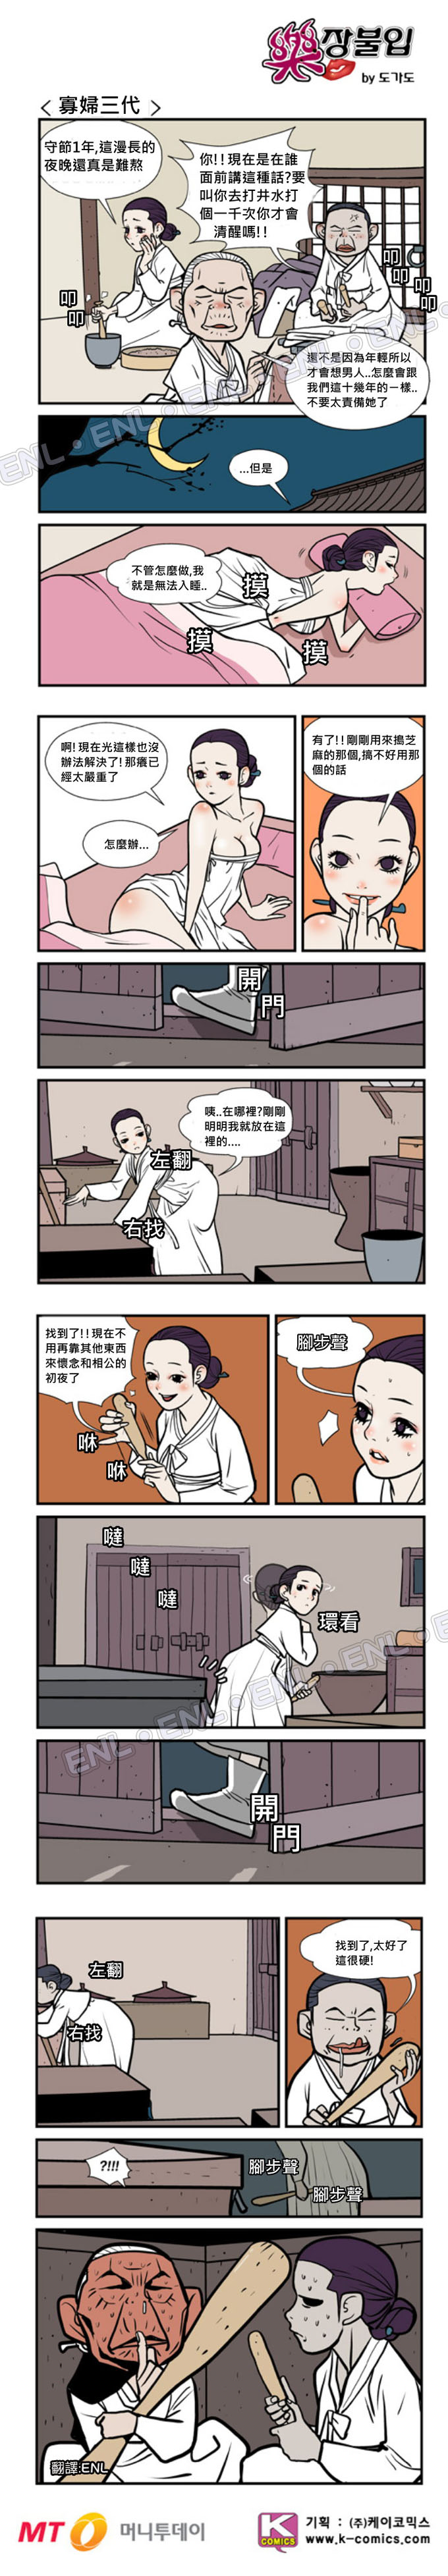 樂장불입
by 도가도
< 寡婦三代 >
守節1年,這漫長的
夜晚還真是難熬
你!!現在是在誰
面前講這種話?要
叫你去打井水打
個一千次你才會
清醒嗎!!
叩
叩
叩
叩
叩
叩
還不是因為年輕所以
才會想男人..怎麼會跟
我們這十幾年的一樣..
不要太責備她了
ENL•ENL•ENL•ENL•ENL
...但是
不管怎麼做,我
就是無法入睡..
摸
摸
摸
啊!現在光這樣也沒
辦法解決了!那癢已
經太嚴重了
怎麼辦...
有了!!剛剛用來搗芝
麻的那個,搞不好用那
個的話
開
門
咦..在哪裡?剛剛
明明我就放在這
裡的....
左翻
右找
找到了!!現在不
用再靠其他東西
來懷念和相公的
初夜了
咻
咻
腳步聲
噠
噠
噠
環看
ENL•ENL•ENL•ENL•ENL
開
門
左翻
右找
找到了,太好了
這很硬!
?!!!
腳步聲
腳步聲
翻譯:ENL
MT 머니투데이
K
COMICS
기획 : (주)케이코믹스
www.k-comics.com